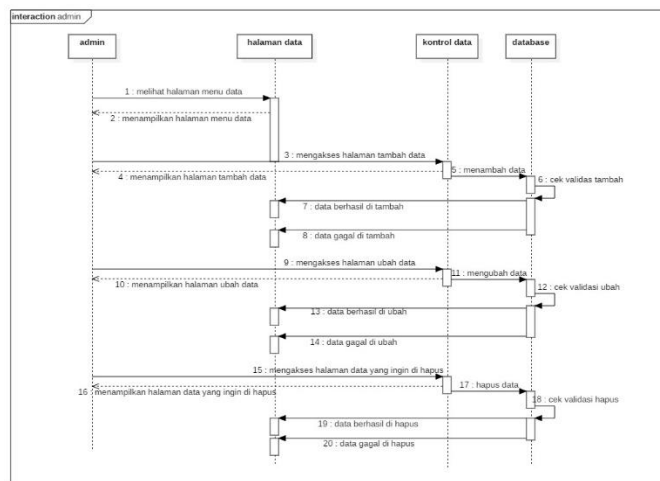 interaction admin
admin
halaman data
kontrol data
database
1 : melihat halaman menu data
2 : menampilkan halaman menu data
3 : mengakses halaman tambah data
4 : menampilkan halaman tambah data
5 : menambah data
6 : cek validas tambah
7 : data berhasil di tambah
8 : data gagal di tambah
9 : mengakses halaman ubah data
10 : menampilkan halaman ubah data
11 : mengubah data
12 : cek validasi ubah
13 : data berhasil di ubah
14 : data gagal di ubah
15 : mengakses halaman data yang ingin di hapus
16 : menampilkan halaman data yang ingin di hapus
17 : hapus data
18 : cek validasi hapus
19 : data berhasil di hapus
20 : data gagal di hapus